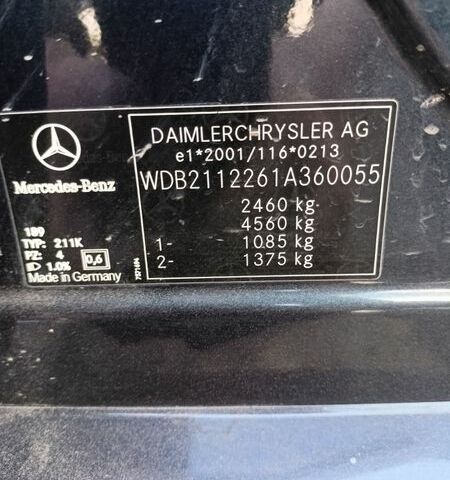 DAIMLERCHRYSLER AG
e1*2001/116*0213
Mercedes-Benz
WDB2112261A360055
2460 kg
4560 kg
1- 1085 kg
2- 1375 kg
189
TYP: 211K
PZ: 4
1.0% 0,6
Made in Germany